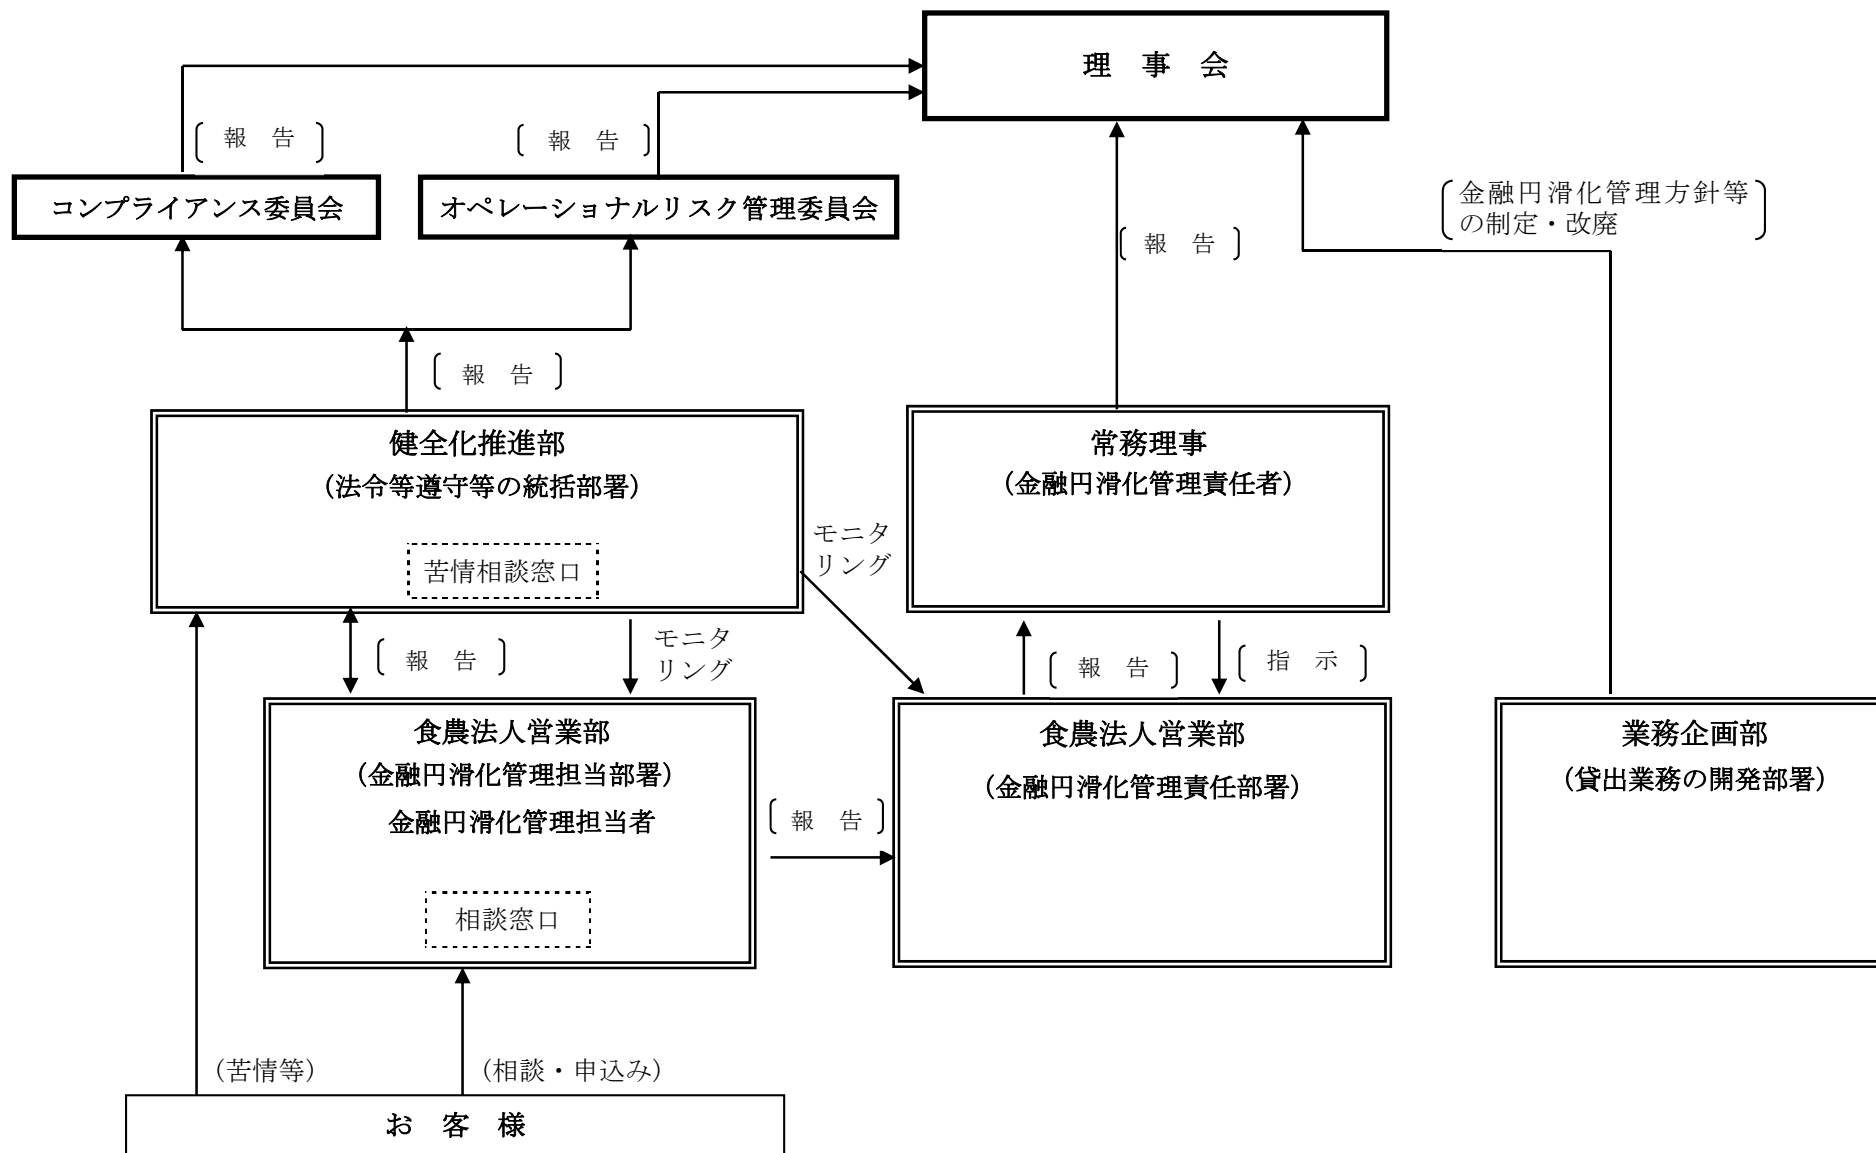 理　事　会
報　告
報　告
コンプライアンス委員会
オペレーショナルリスク管理委員会
金融円滑化管理方針等
の制定・改廃
報　告
報　告
健全化推進部
（法令等遵守等の統括部署）
苦情相談窓口
常務理事
（金融円滑化管理責任者）
モニタ
リング
報　告
モニタ
リング
報　告
指　示
食農法人営業部
（金融円滑化管理担当部署）
金融円滑化管理担当者
相談窓口
報　告
食農法人営業部
（金融円滑化管理責任部署）
業務企画部
（貸出業務の開発部署）
（苦情等）
（相談・申込み）
お　客　様